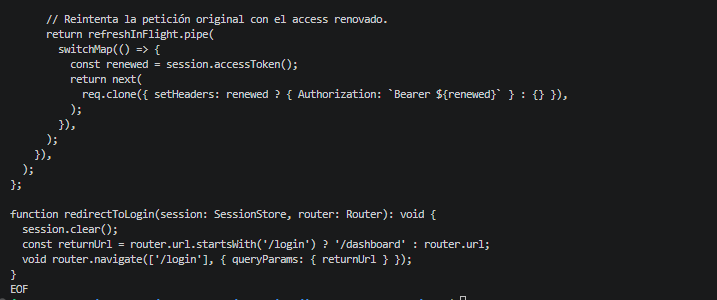 // Reintenta la petición original con el access renovado.
return refreshInFlight.pipe(
switchMap(() => {
const renewed = session.accessToken();
return next(
req.clone({ setHeaders: renewed ? { Authorization: `Bearer ${renewed}` } : {} }),
);
}),
);
}),
);
};
function redirectToLogin(session: SessionStore, router: Router): void {
session.clear();
const returnUrl = router.url.startsWith('/login') ? '/dashboard' : router.url;
void router.navigate(['/login'], { queryParams: { returnUrl } });
}
EOF